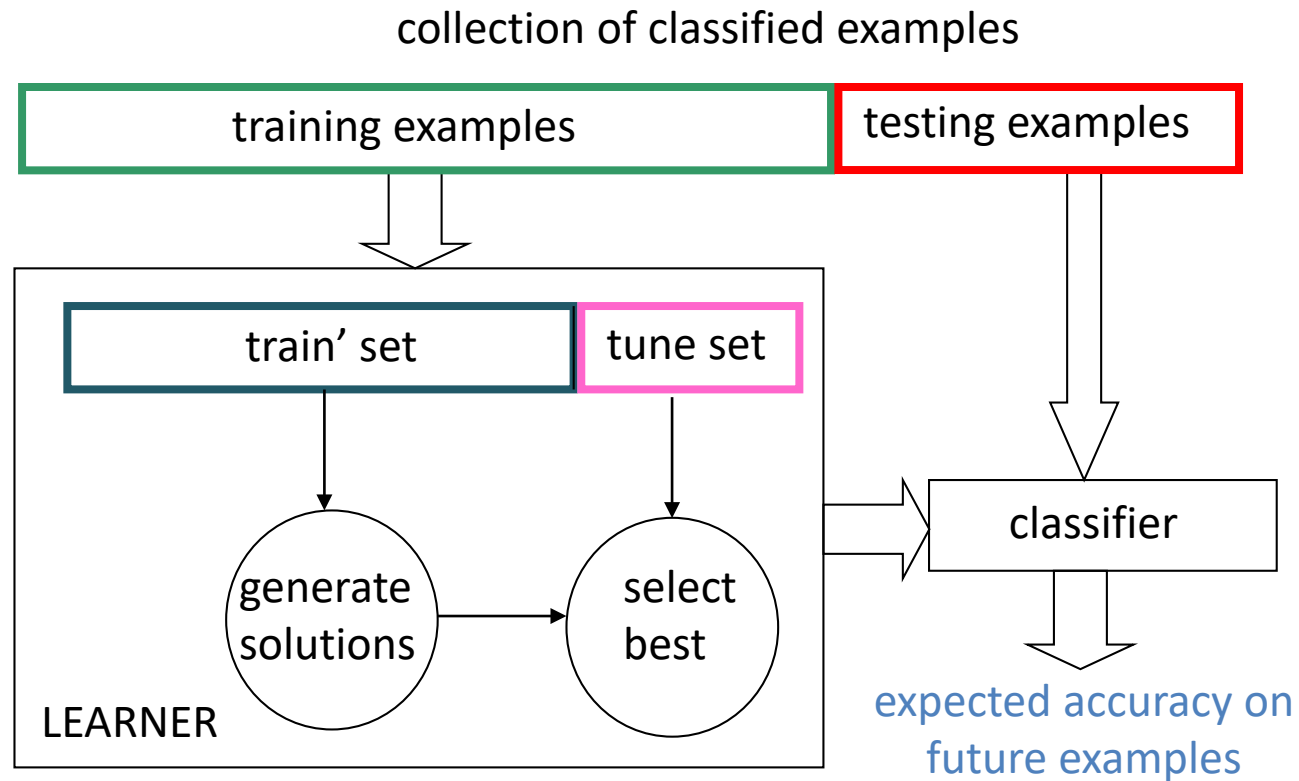 collection of classified examples
training examples
testing examples
train’ set
tune set
generate
solutions
select
best
classifier
LEARNER
expected accuracy on
future examples